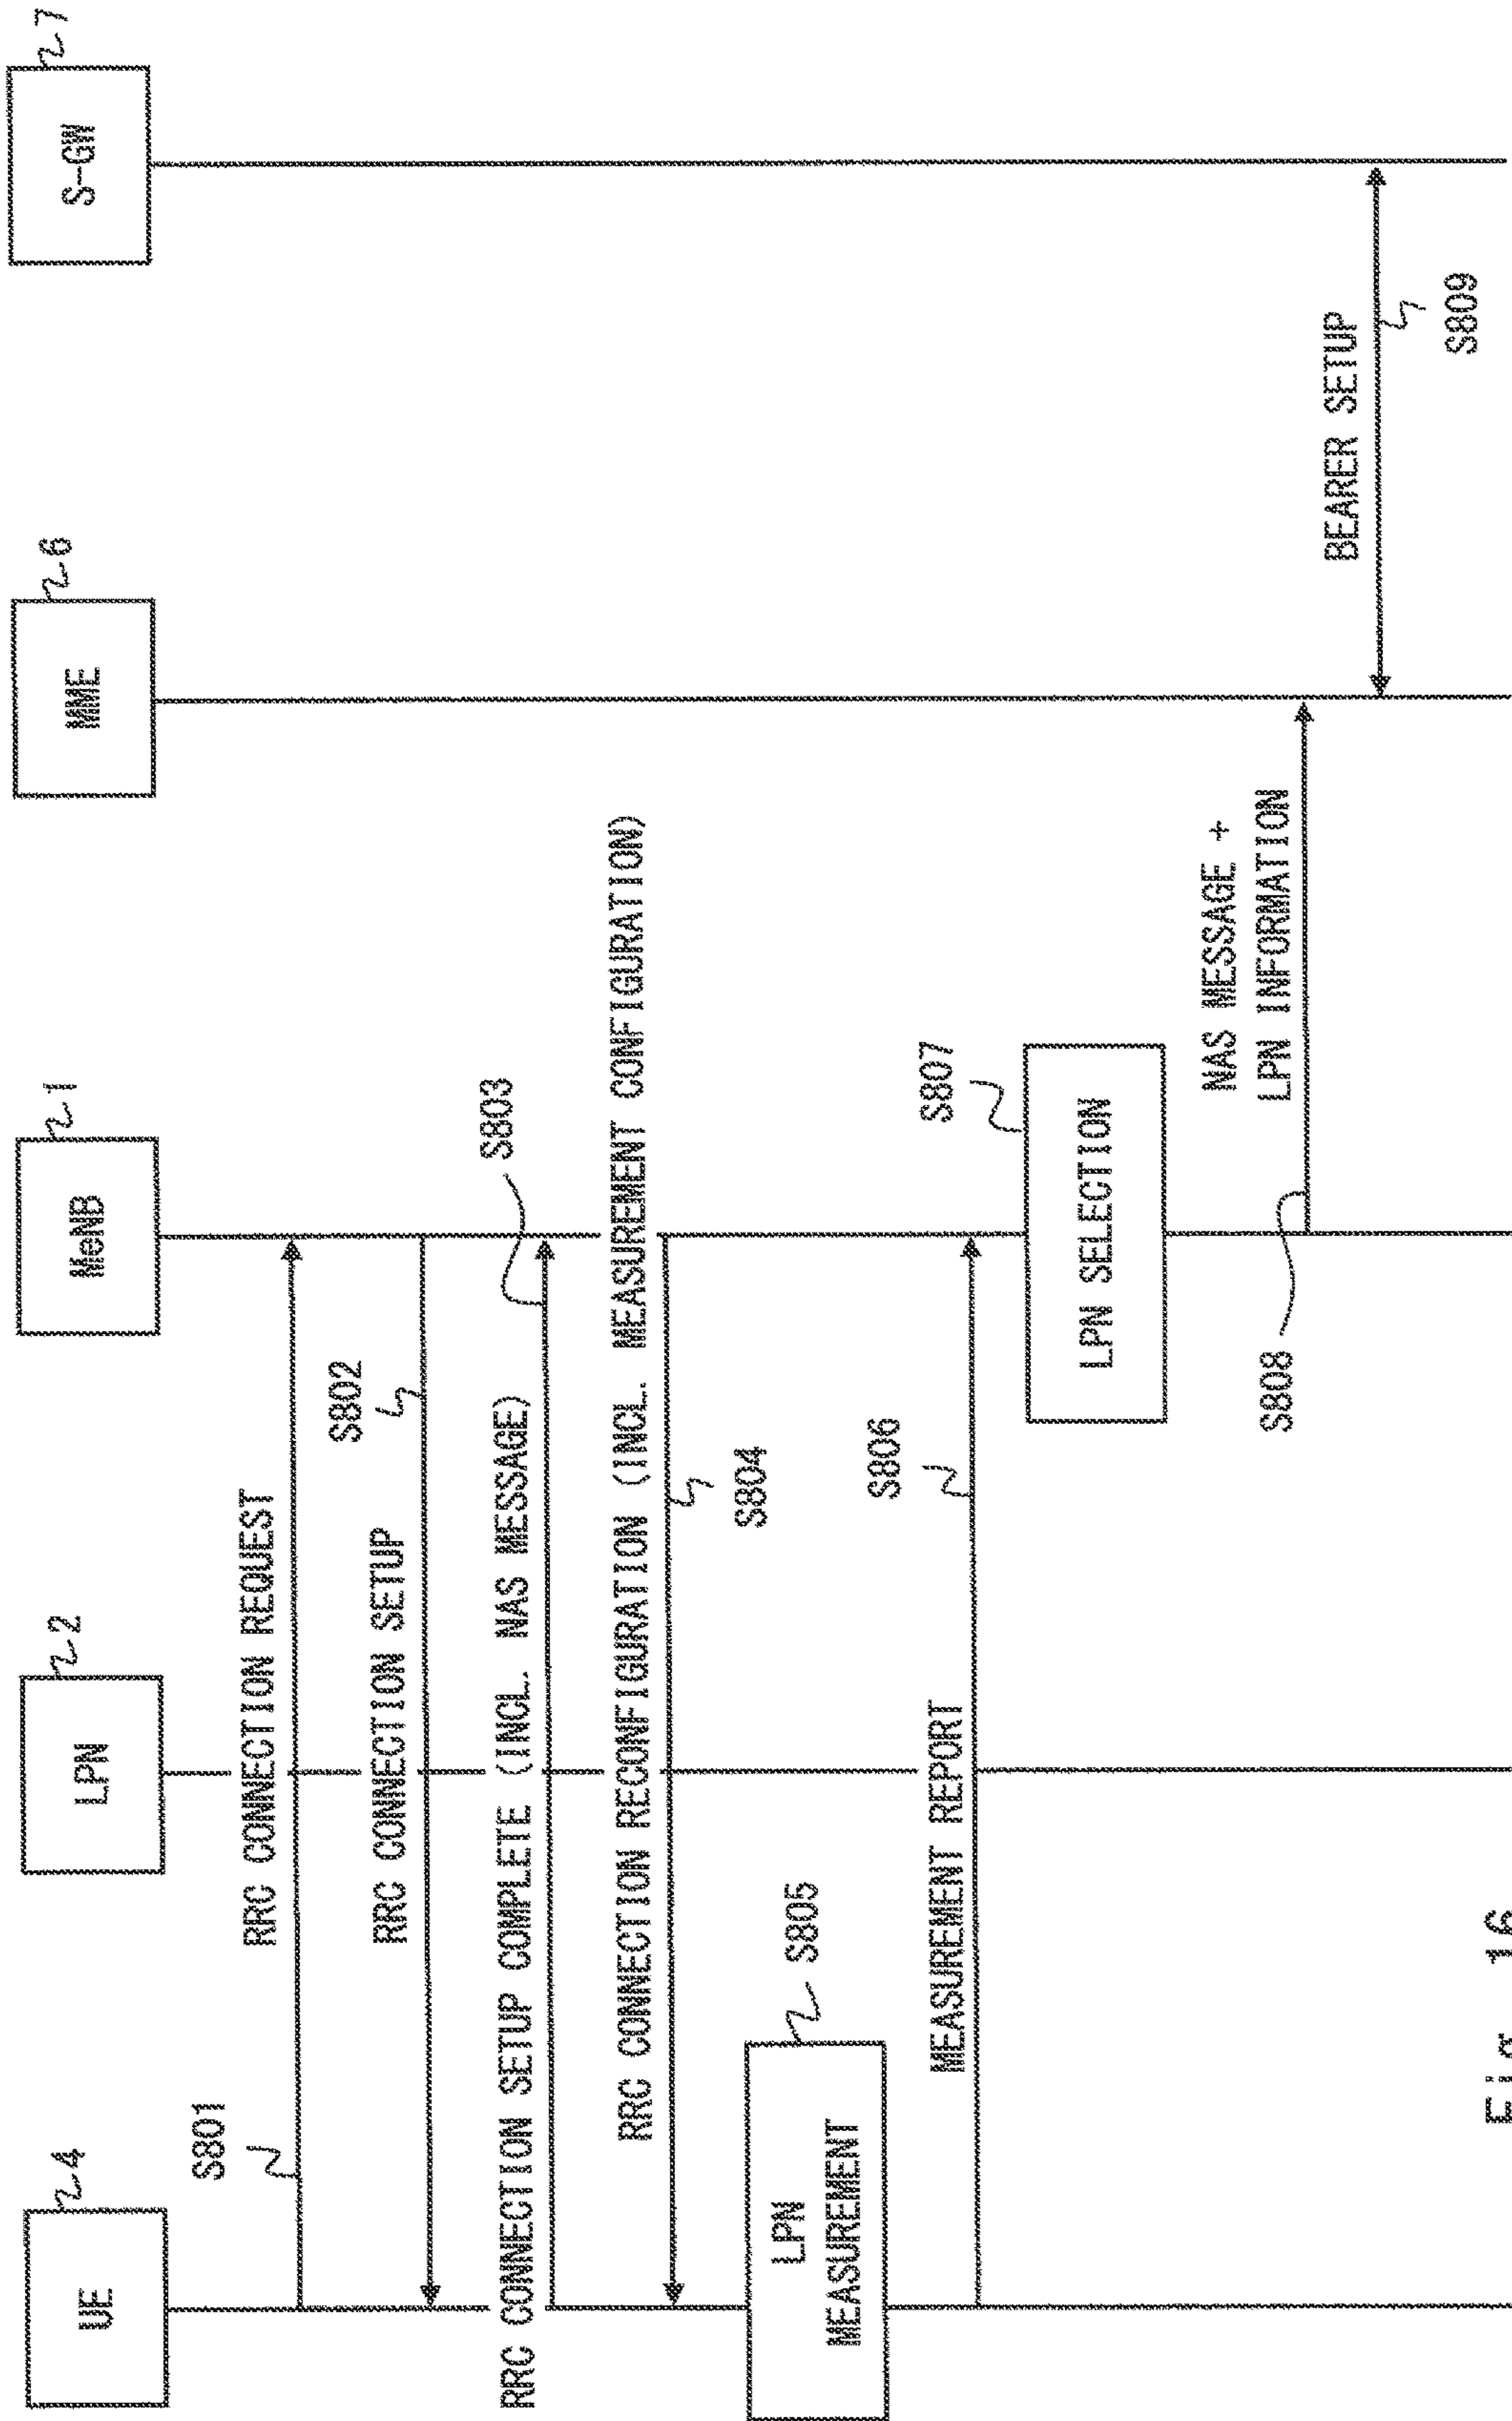 UE
4
LPN
2
MeNB
1
MME
6
S-GW
7
S801
RRC CONNECTION REQUEST
S802
RRC CONNECTION SETUP
S803
RRC CONNECTION SETUP COMPLETE (INCL. NAS MESSAGE)
RRC CONNECTION RECONFIGURATION (INCL. MEASUREMENT CONFIGURATION)
S804
LPN
MEASUREMENT
S805
S806
MEASUREMENT REPORT
S807
LPN SELECTION
NAS MESSAGE +
LPN INFORMATION
S808
BEARER SETUP
S809
Fig. 16